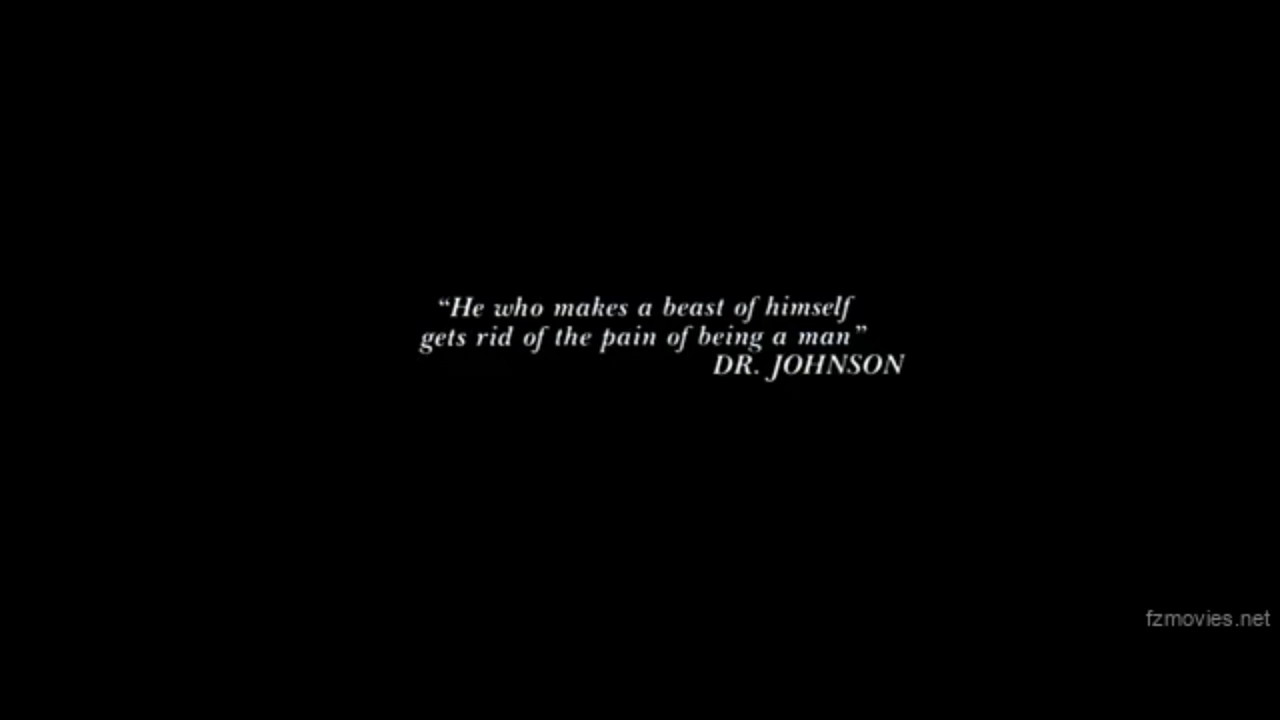 “He who makes a beast of himself
gets rid of the pain of being a man”
DR. JOHNSON
fzmovies.net